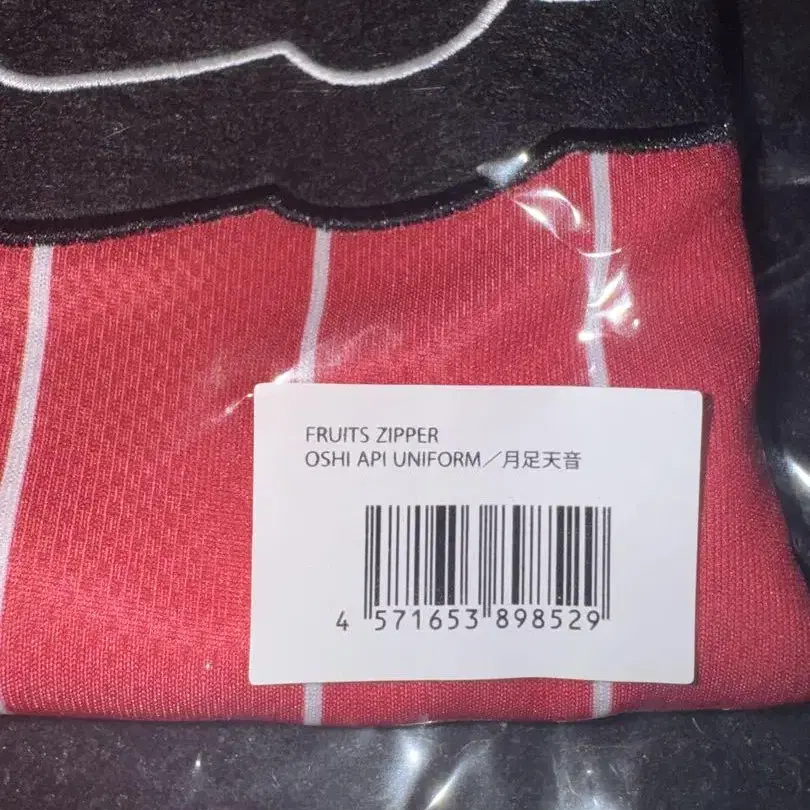 FRUITS ZIPPER
OSHI API UNIFORM／月足天音
4 571653 898529